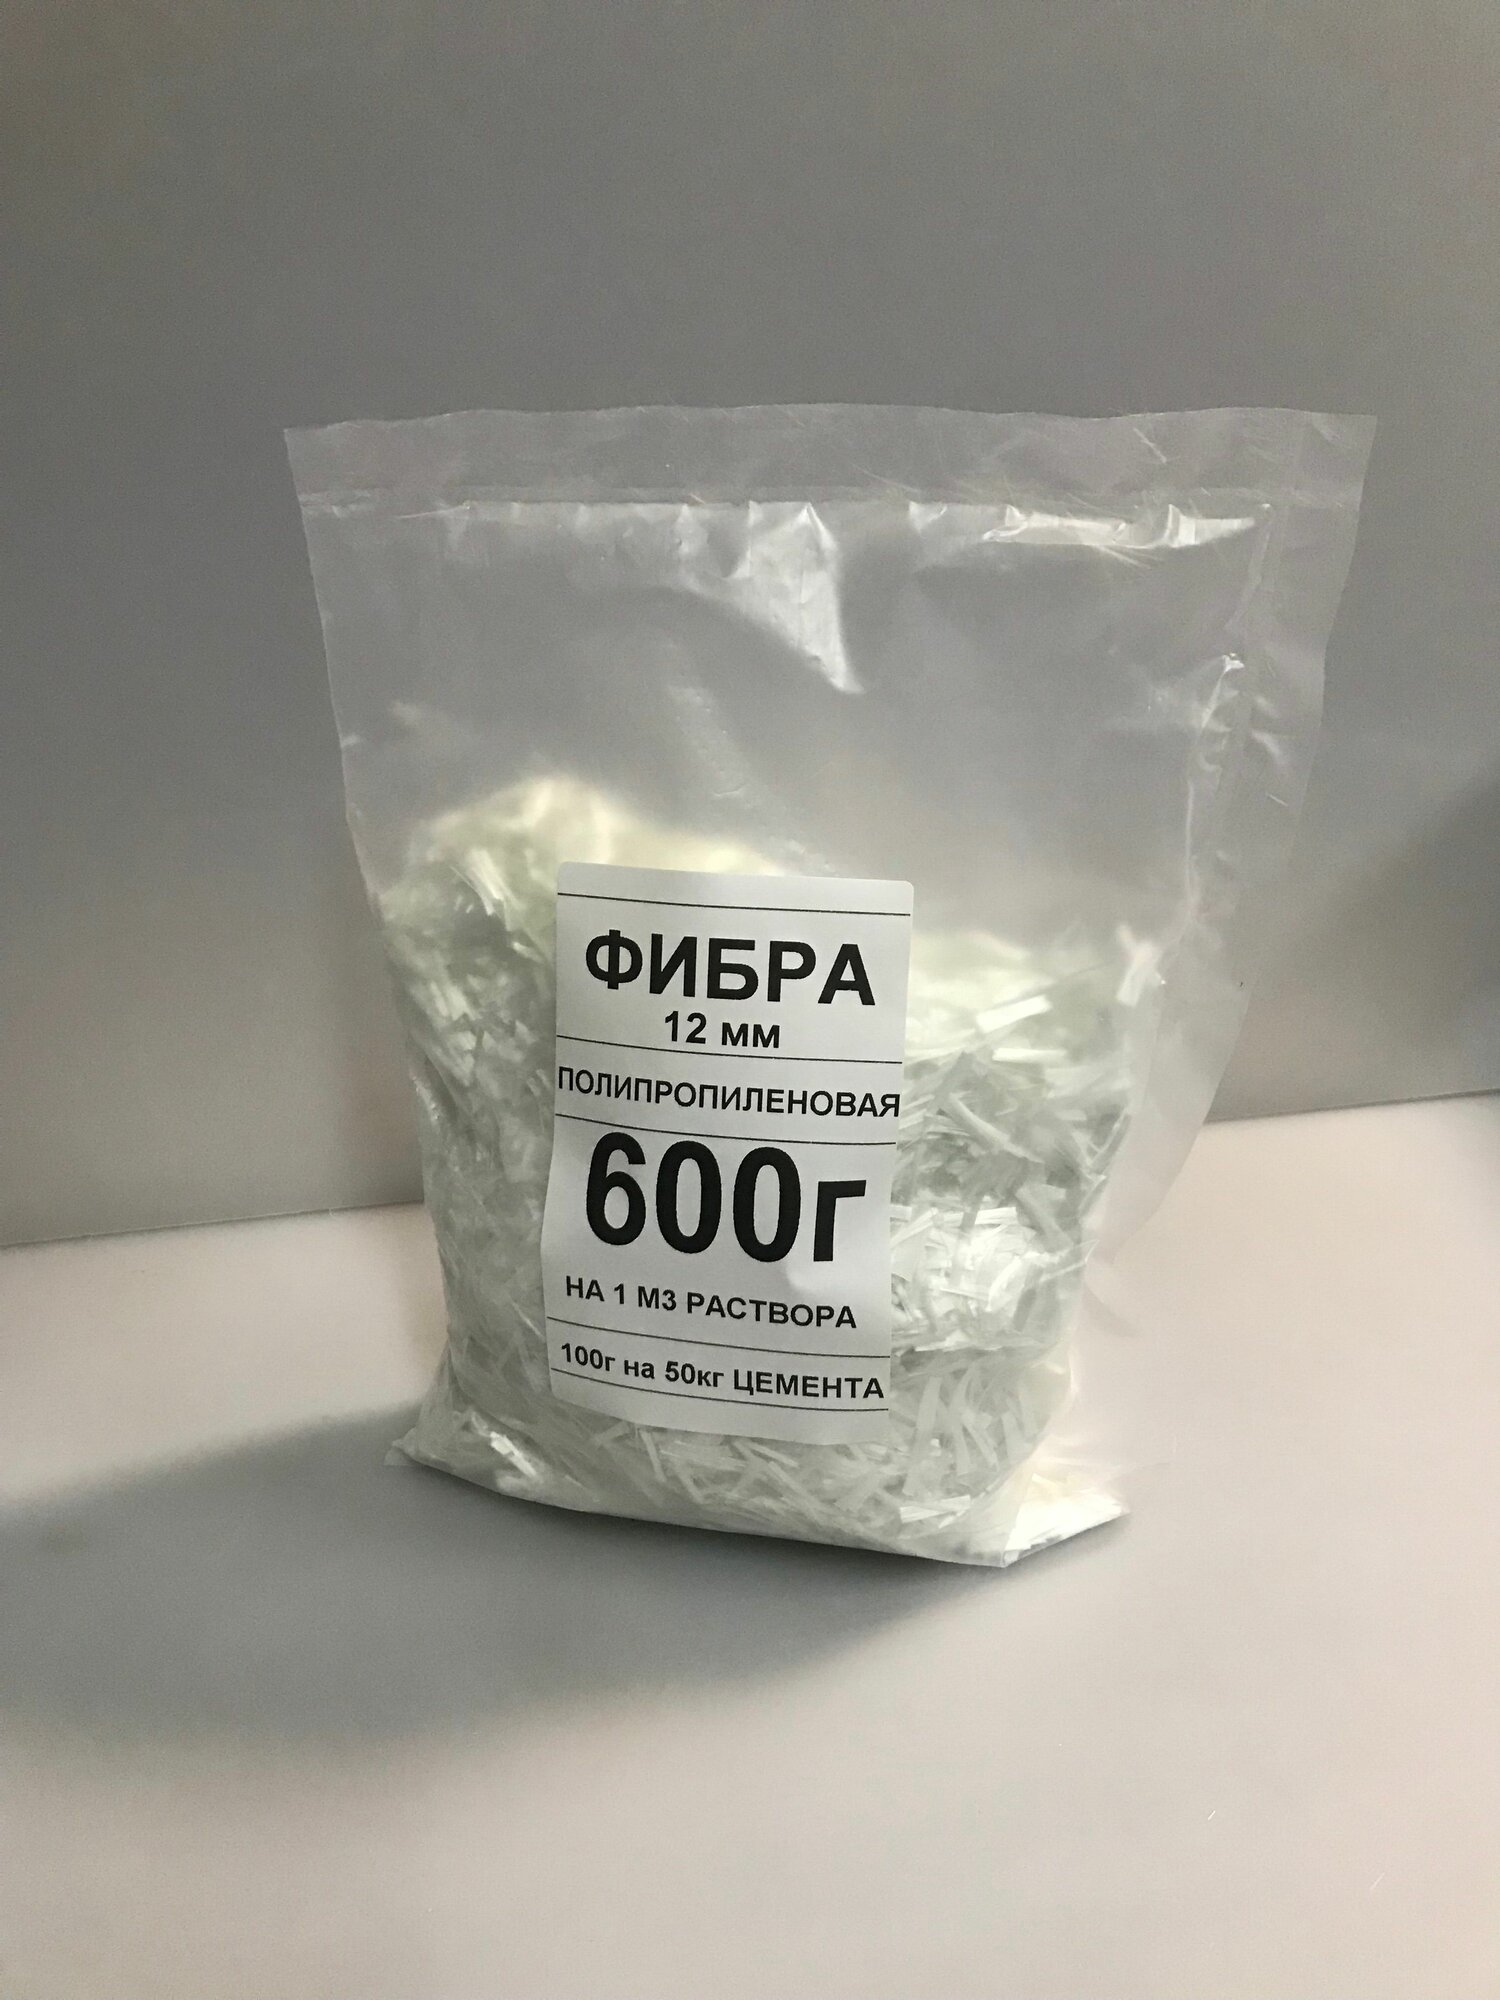 ФИБРА
12 мм
ПОЛИПРОПИЛЕНОВАЯ
600г
НА 1 М3 РАСТВОРА
100г на 50кг ЦЕМЕНТА